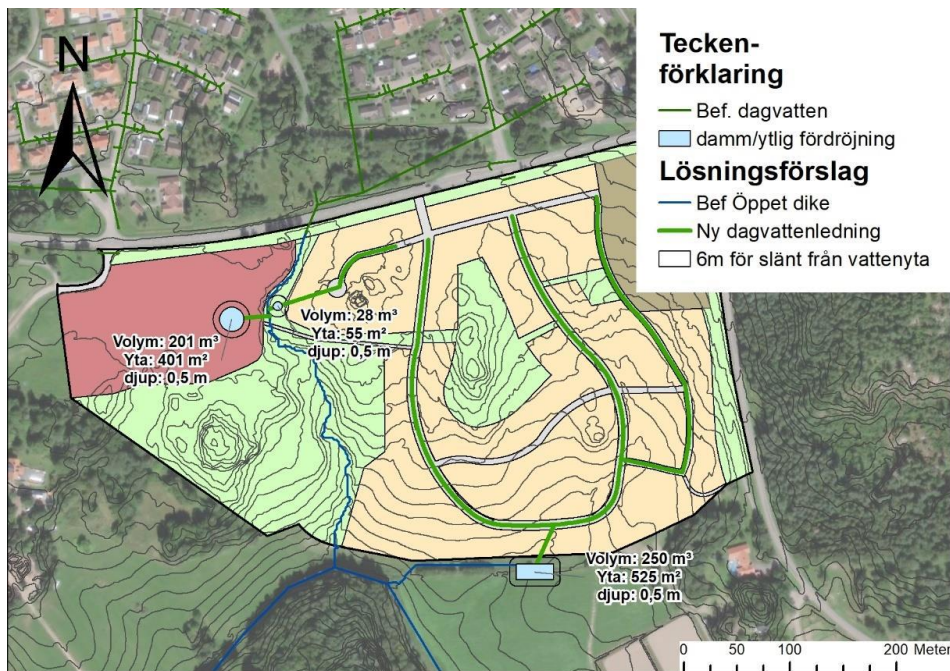 N
Tecken-
förklaring
Bef. dagvatten
damm/ytlig fördröjning
Lösningsförslag
Bef Öppet dike
Ny dagvattenledning
6m för slänt från vattenyta
Volym: 28 m³
Yta: 55 m²
djup: 0,5 m
Volym: 201 m³
Yta: 401 m²
djup: 0,5 m
Volym: 250 m³
Yta: 525 m²
djup: 0,5 m
0 50 100 200 Meter